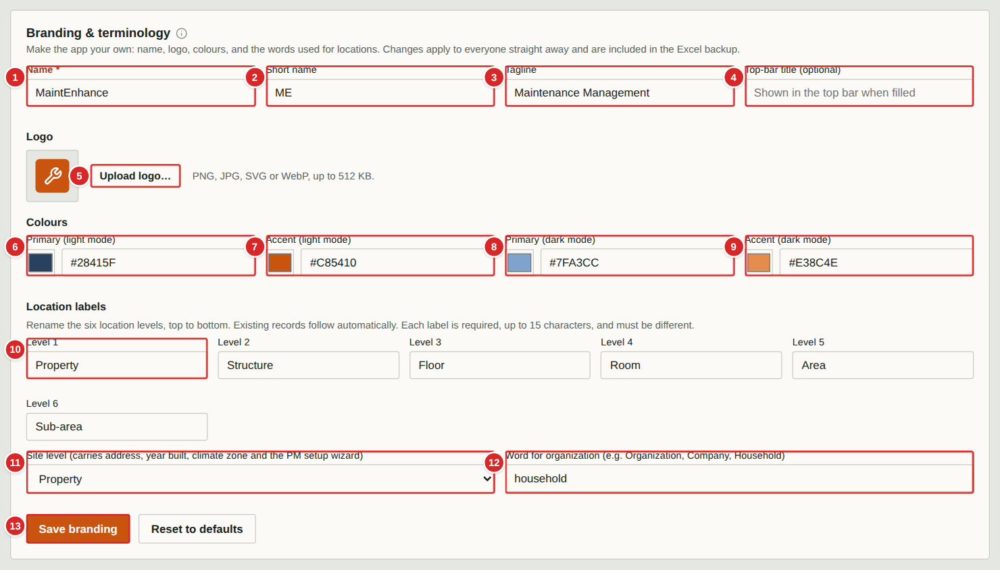 Branding & terminology
Make the app your own: name, logo, colours, and the words used for locations. Changes apply to everyone straight away and are included in the Excel backup.
1 Name * 2 Short name 3 Tagline 4 Top-bar title (optional)
MaintEnhance ME Maintenance Management Shown in the top bar when filled
Logo
5 Upload logo… PNG, JPG, SVG or WebP, up to 512 KB.
Colours
6 Primary (light mode) 7 Accent (light mode) 8 Primary (dark mode) 9 Accent (dark mode)
#28415F #C85410 #7FA3CC #E38C4E
Location labels
Rename the six location levels, top to bottom. Existing records follow automatically. Each label is required, up to 15 characters, and must be different.
10 Level 1 Level 2 Level 3 Level 4 Level 5
Property Structure Floor Room Area
Level 6
Sub-area
11 Site level (carries address, year built, climate zone and the PM setup wizard) 12 Word for organization (e.g. Organization, Company, Household)
Property household
13 Save branding Reset to defaults